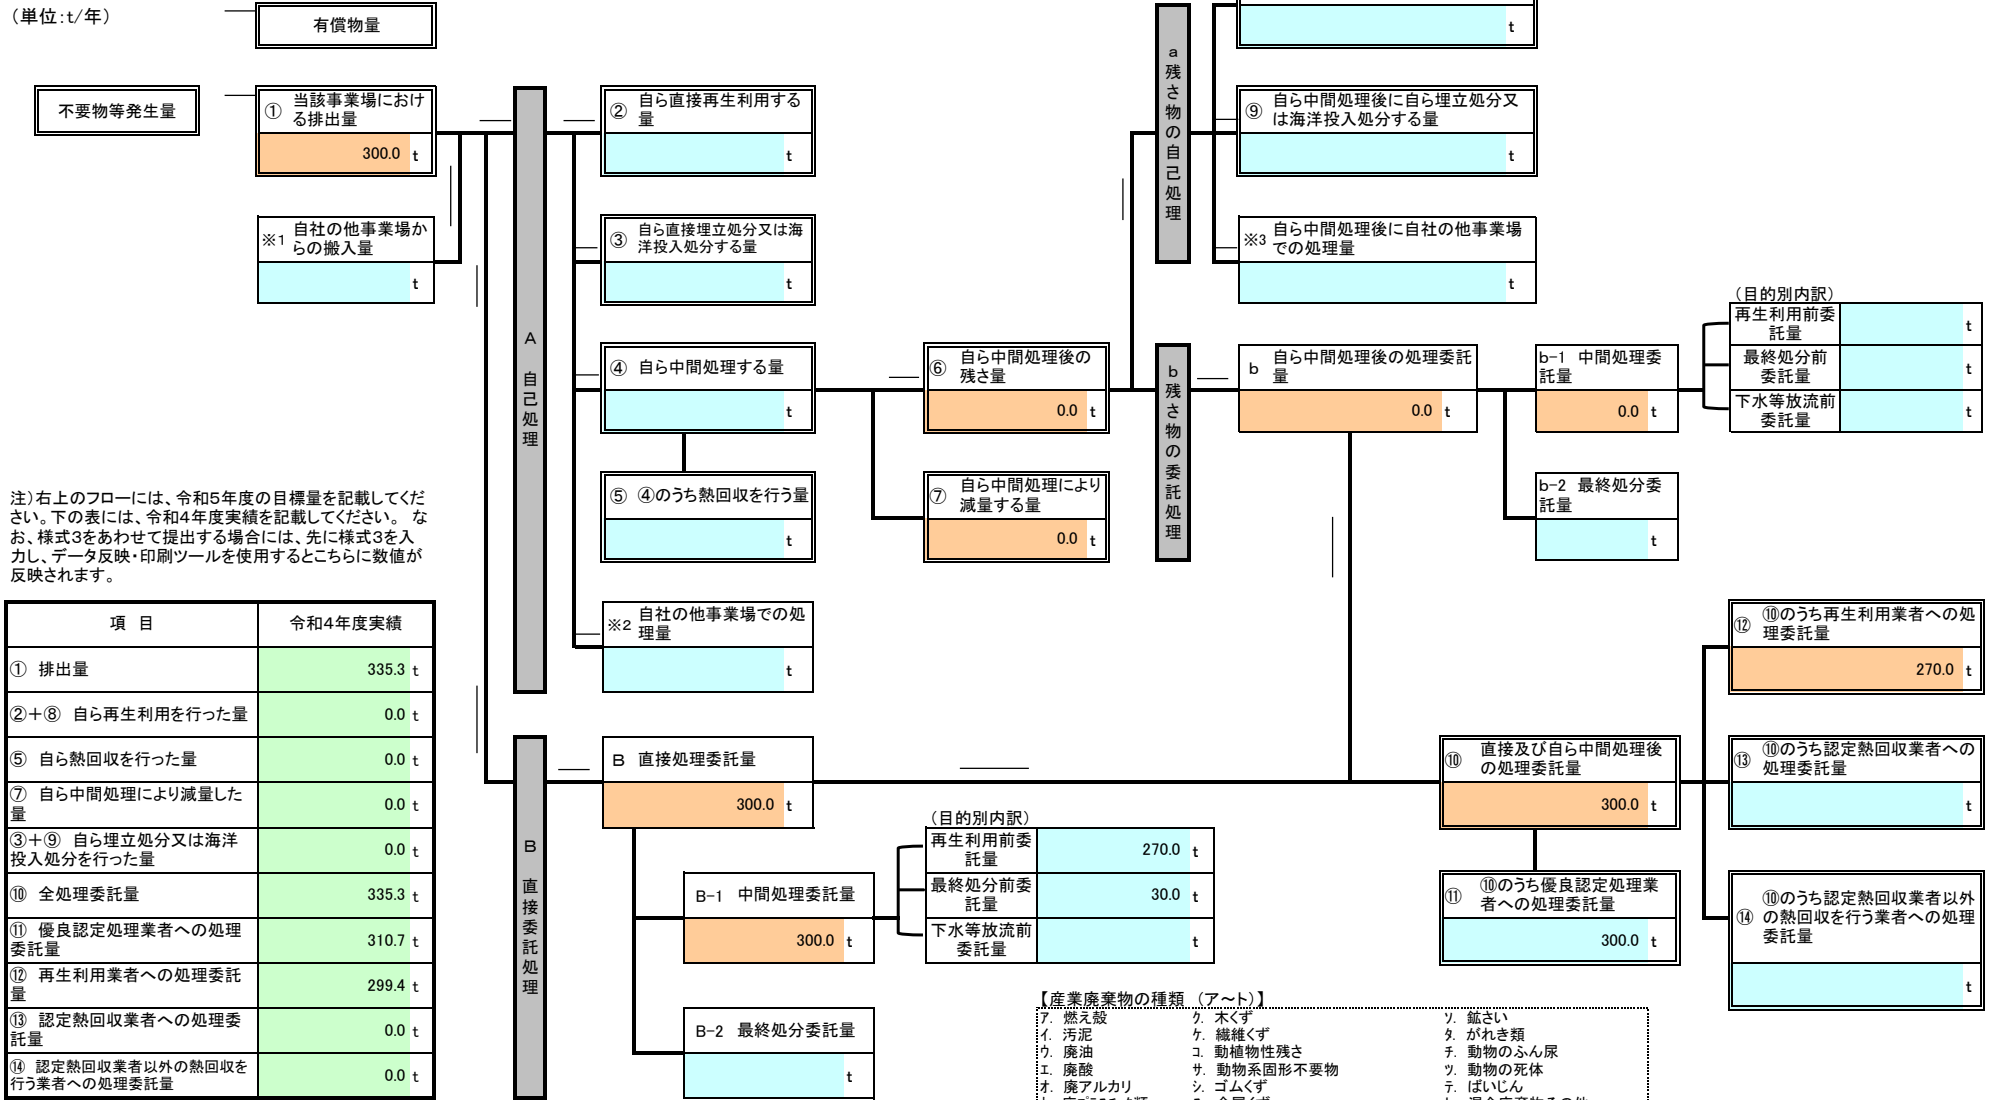 （単位：t/年）
有償物量
不要物等発生量
①
当該事業場におけ
る排出量
300.0 t
※1
自社の他事業場か
らの搬入量
t
A 自己処理
②
自ら直接再生利用する
量
t
③
自ら直接埋立処分又は海
洋投入処分する量
t
④ 自ら中間処理する量
t
⑤ ④のうち熱回収を行う量
t
※2
自社の他事業場での処
理量
t
⑥
自ら中間処理後の
残さ量
0.0 t
⑦
自ら中間処理により
減量する量
0.0 t
a 残さ物の自己処理
t
⑨
自ら中間処理後に自ら埋立処分又
は海洋投入処分する量
t
※3
自ら中間処理後に自社の他事業場
での処理量
t
b 残さ物の委託処理
b
自ら中間処理後の処理委託
量
0.0 t
b-1 中間処理委
託量
0.0 t
b-2 最終処分委
託量
t
（目的別内訳）
再生利用前委
託量
t
最終処分前
委託量
t
下水等放流前
委託量
t
注）右上のフローには、令和５年度の目標量を記載してくだ
さい。下の表には、令和４年度実績を記載してください。 な
お、様式３をあわせて提出する場合には、先に様式３を入
力し、データ反映・印刷ツールを使用するとこちらに数値が
反映されます。
項 目 令和４年度実績
① 排出量 335.3 t
②＋⑧ 自ら再生利用を行った量 0.0 t
⑤ 自ら熱回収を行った量 0.0 t
⑦ 自ら中間処理により減量した
量 0.0 t
③＋⑨ 自ら埋立処分又は海洋
投入処分を行った量 0.0 t
⑩ 全処理委託量 335.3 t
⑪ 優良認定処理業者への処理
委託量 310.7 t
⑫ 再生利用業者への処理委託
量 299.4 t
⑬ 認定熱回収業者への処理委
託量 0.0 t
⑭ 認定熱回収業者以外の熱回収を
行う業者への処理委託量 0.0 t
B 直接委託処理
B 直接処理委託量
300.0 t
B-1 中間処理委託量
300.0 t
B-2 最終処分委託量
t
（目的別内訳）
再生利用前委
託量
270.0 t
最終処分前委
託量
30.0 t
下水等放流前
委託量
t
⑩
直接及び自ら中間処理後
の処理委託量
300.0 t
⑪
⑩のうち優良認定処理業
者への処理委託量
300.0 t
⑫
⑩のうち再生利用業者への処
理委託量
270.0 t
⑬
⑩のうち認定熱回収業者への
処理委託量
t
⑭
⑩のうち認定熱回収業者以外
の熱回収を行う業者への処理
委託量
t
【産業廃棄物の種類 （ア～ト）】
ｱ. 燃え殻 ｸ. 木くず ｿ. 鉱さい
ｲ. 汚泥 ｹ. 繊維くず ﾀ. がれき類
ｳ. 廃油 ｺ. 動植物性残さ ﾁ. 動物のふん尿
ｴ. 廃酸 ｻ. 動物系固形不要物 ﾂ. 動物の死体
ｵ. 廃アルカリ ｼ. ゴムくず ﾃ. ばいじん